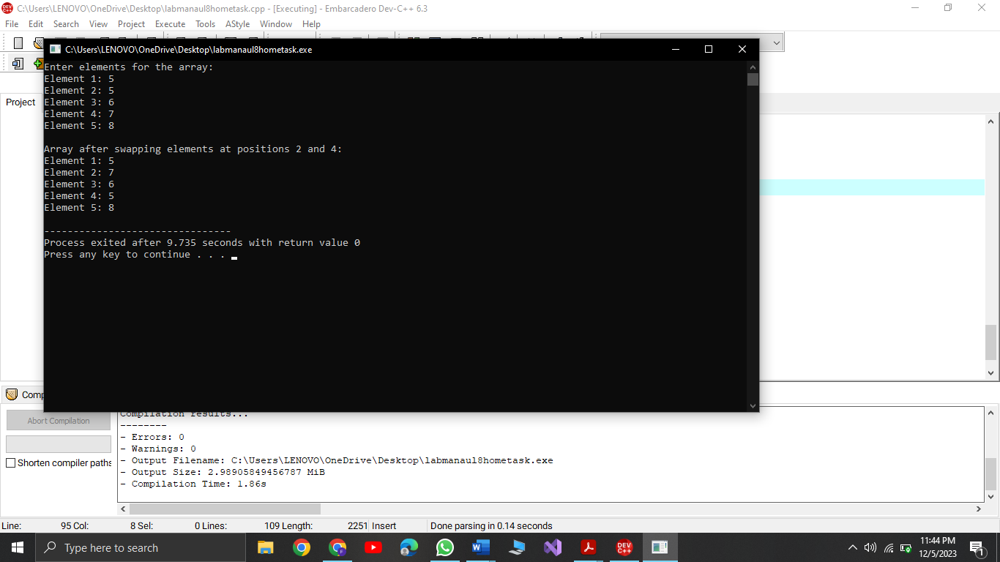 C:\Users\LENOVO\OneDrive\Desktop\labmanaul8hometask.cpp - [Executing] - Embarcadero Dev-C++ 6.3
File Edit Search View Project Execute Tools AStyle Window Help
C:\Users\LENOVO\OneDrive\Desktop\labmanaul8hometask.exe
Project
Enter elements for the array:
Element 1: 5
Element 2: 5
Element 3: 6
Element 4: 7
Element 5: 8
Array after swapping elements at positions 2 and 4:
Element 1: 5
Element 2: 7
Element 3: 6
Element 4: 5
Element 5: 8
--------------------------------
Process exited after 9.735 seconds with return value 0
Press any key to continue . . .
Comp
Abort Compilation
Shorten compiler paths
Compilation results...
--------
- Errors: 0
- Warnings: 0
- Output Filename: C:\Users\LENOVO\OneDrive\Desktop\labmanaul8hometask.exe
- Output Size: 2.98905849456787 MiB
- Compilation Time: 1.86s
Line: 95 Col: 8 Sel: 0 Lines: 109 Length: 2251 Insert Done parsing in 0.14 seconds
Type here to search
DEV C++
11:44 PM
12/5/2023
1